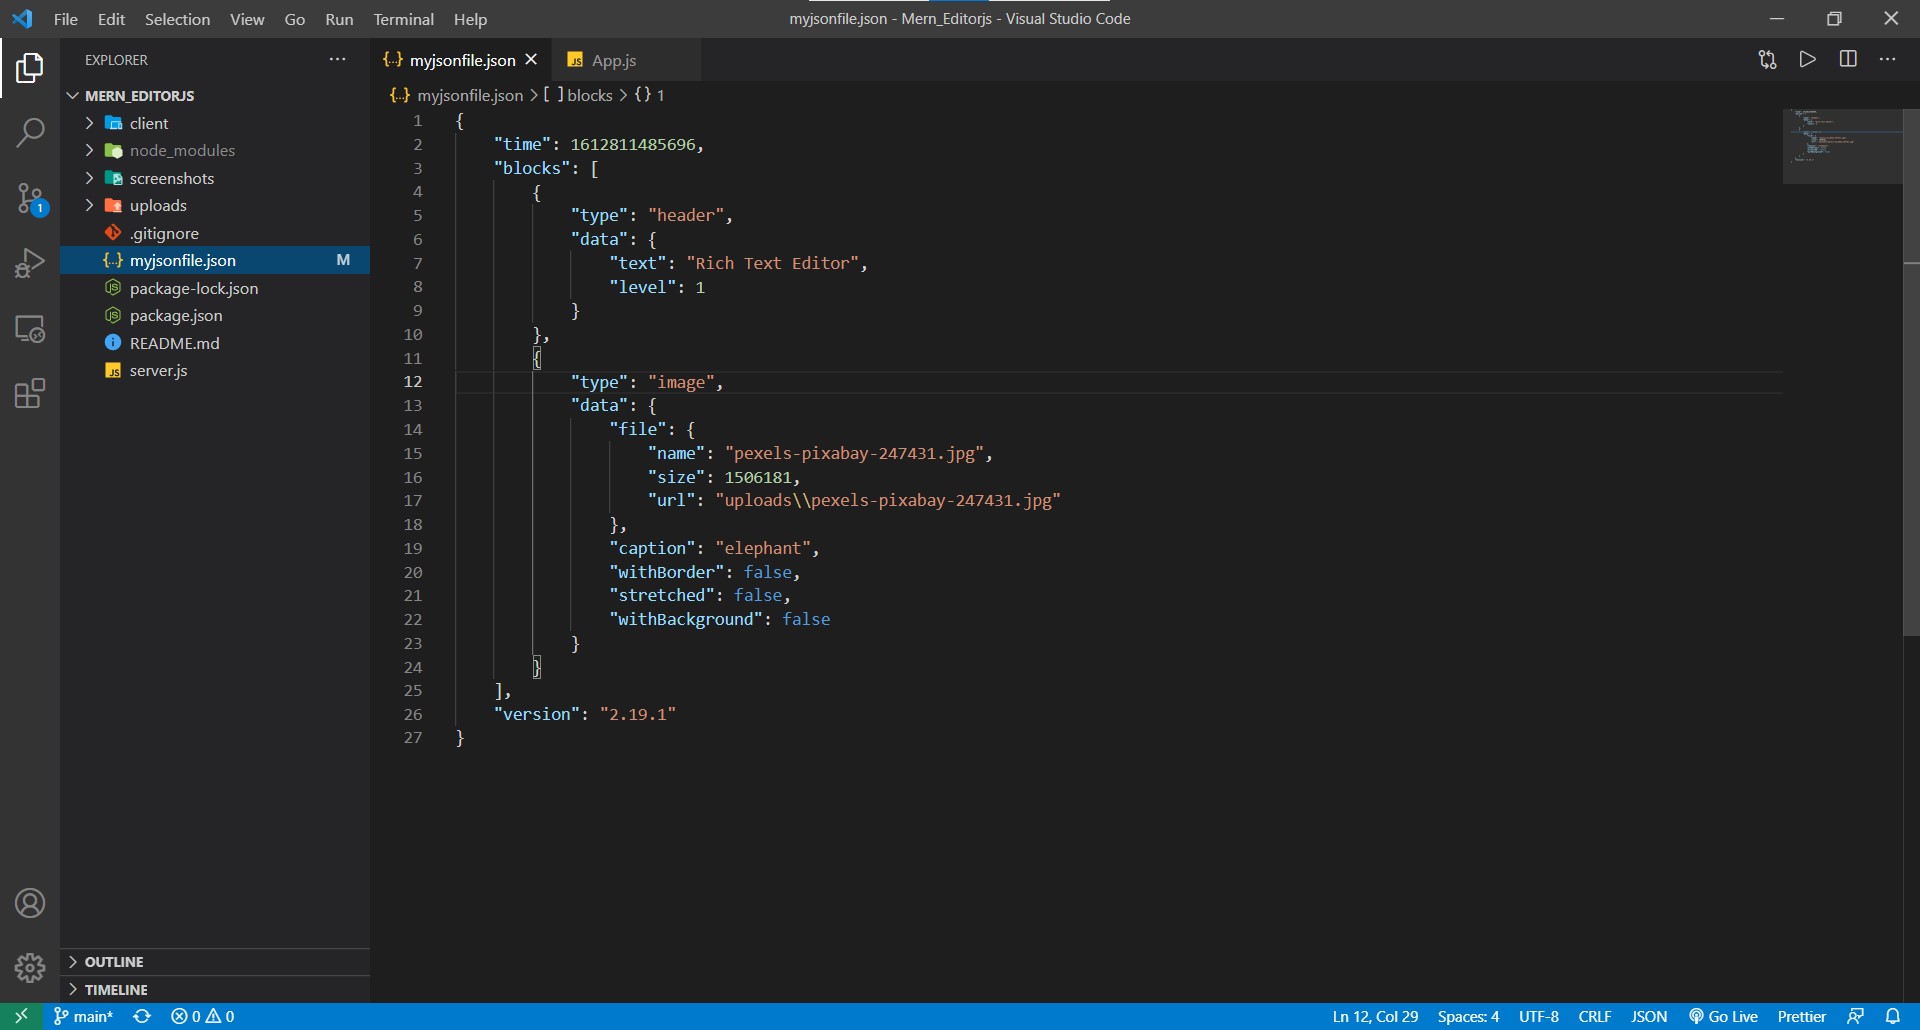 File Edit Selection View Go Run Terminal Help
myjsonfile.json - Mern_Editorjs - Visual Studio Code
EXPLORER
MERN_EDITORJS
client
node_modules
screenshots
uploads
.gitignore
myjsonfile.json M
package-lock.json
package.json
README.md
server.js
OUTLINE
TIMELINE
1
{..} myjsonfile.json
JS App.js
{..} myjsonfile.json > [ ] blocks > {} 1
1 {
2 "time": 1612811485696,
3 "blocks": [
4 {
5 "type": "header",
6 "data": {
7 "text": "Rich Text Editor",
8 "level": 1
9 }
10 },
11 {
12 "type": "image",
13 "data": {
14 "file": {
15 "name": "pexels-pixabay-247431.jpg",
16 "size": 1506181,
17 "url": "uploads\\pexels-pixabay-247431.jpg"
18 },
19 "caption": "elephant",
20 "withBorder": false,
21 "stretched": false,
22 "withBackground": false
23 }
24 }
25 ],
26 "version": "2.19.1"
27 }
main* 0 0
Ln 12, Col 29 Spaces: 4 UTF-8 CRLF JSON Go Live Prettier